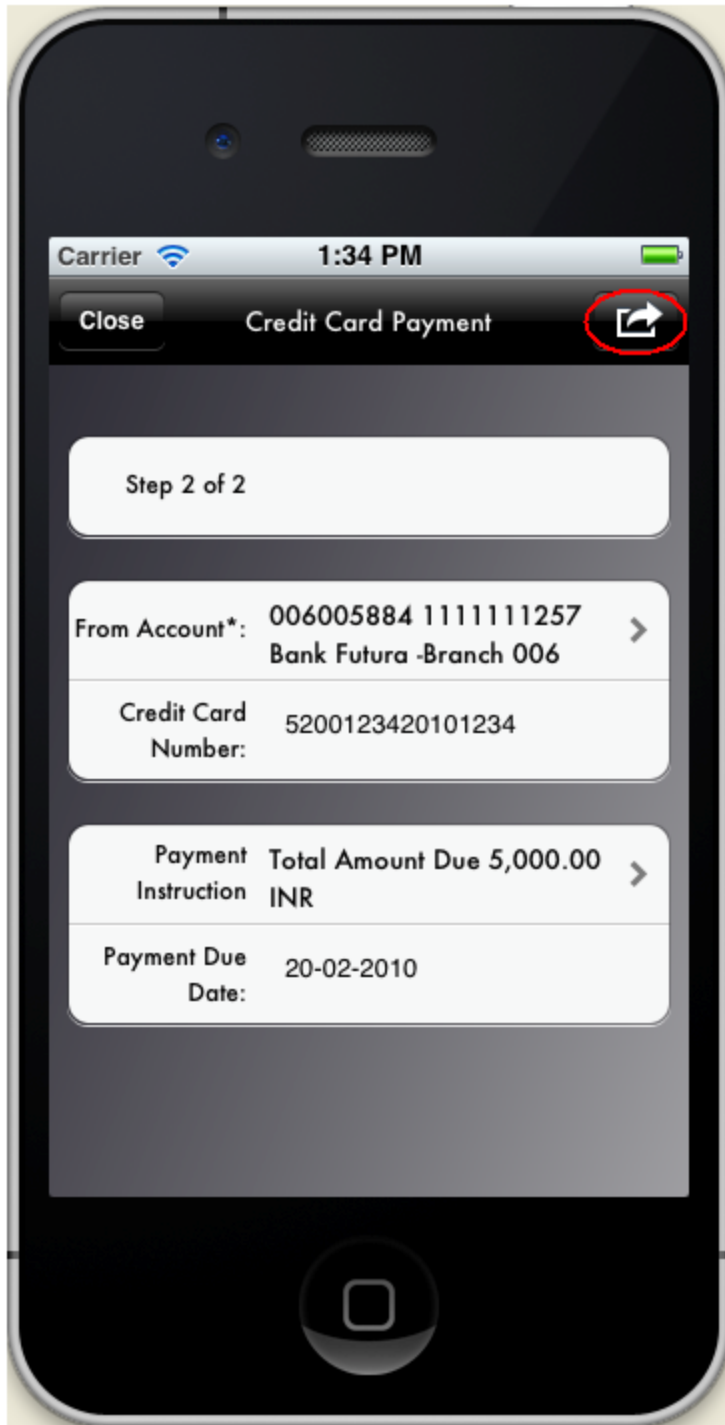 Carrier 1:34 PM
Close Credit Card Payment
Step 2 of 2
From Account*: 006005884 1111111257
Bank Futura -Branch 006
Credit Card
Number: 5200123420101234
Payment
Instruction
Total Amount Due 5,000.00
INR
Payment Due
Date: 20-02-2010